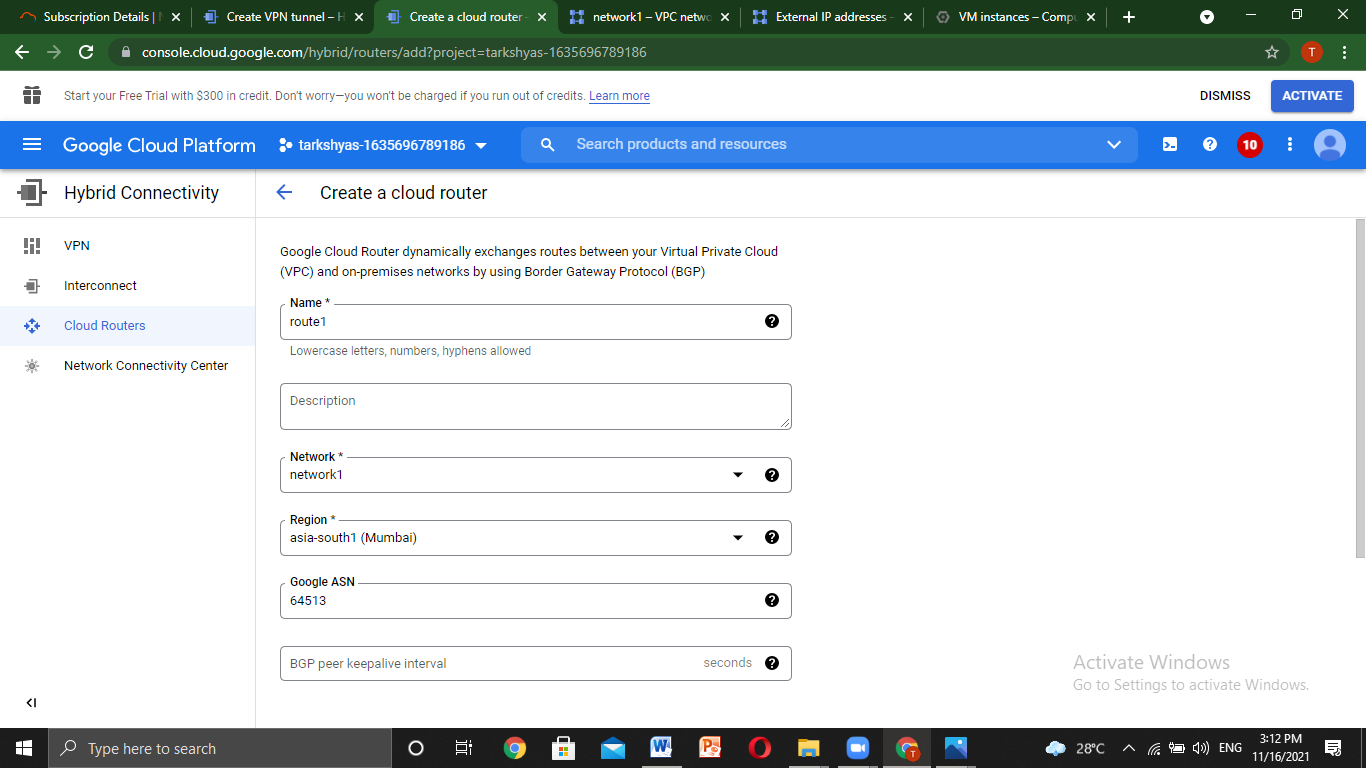 Subscription Details |
Create VPN tunnel – H
Create a cloud router
network1 – VPC netwo
External IP addresses
VM instances – Compu
console.cloud.google.com/hybrid/routers/add?project=tarkshyas-1635696789186
T
Start your Free Trial with $300 in credit. Don't worry—you won't be charged if you run out of credits. Learn more
DISMISS
ACTIVATE
Google Cloud Platform
tarkshyas-1635696789186
Search products and resources
10
Hybrid Connectivity
Create a cloud router
VPN
Interconnect
Cloud Routers
Network Connectivity Center
Google Cloud Router dynamically exchanges routes between your Virtual Private Cloud
(VPC) and on-premises networks by using Border Gateway Protocol (BGP)
Name *
route1
Lowercase letters, numbers, hyphens allowed
Description
Network *
network1
Region *
asia-south1 (Mumbai)
Google ASN
64513
BGP peer keepalive interval
seconds
Activate Windows
Go to Settings to activate Windows.
Type here to search
28°C
ENG
3:12 PM
11/16/2021